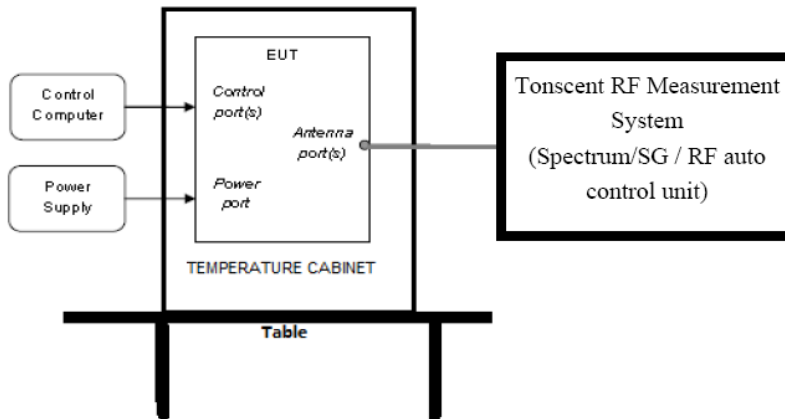 EUT
Control
Computer
Control
port(s)
Antenna
port(s)
Power
Supply
Power
port
TEMPERATURE CABINET
Table
Tonscent RF Measurement
System
(Spectrum/SG / RF auto
control unit)